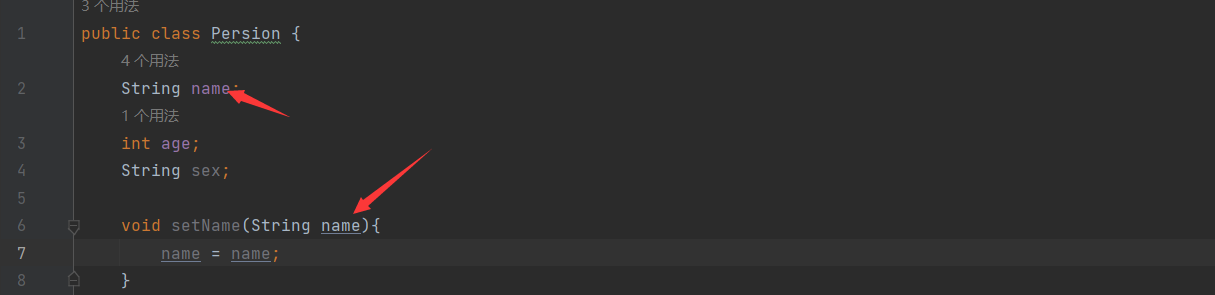 3 个用法
1 public class Persion {
4 个用法
2 String name;
1 个用法
3 int age;
4 String sex;
5
6 void setName(String name){
7 name = name;
8 }